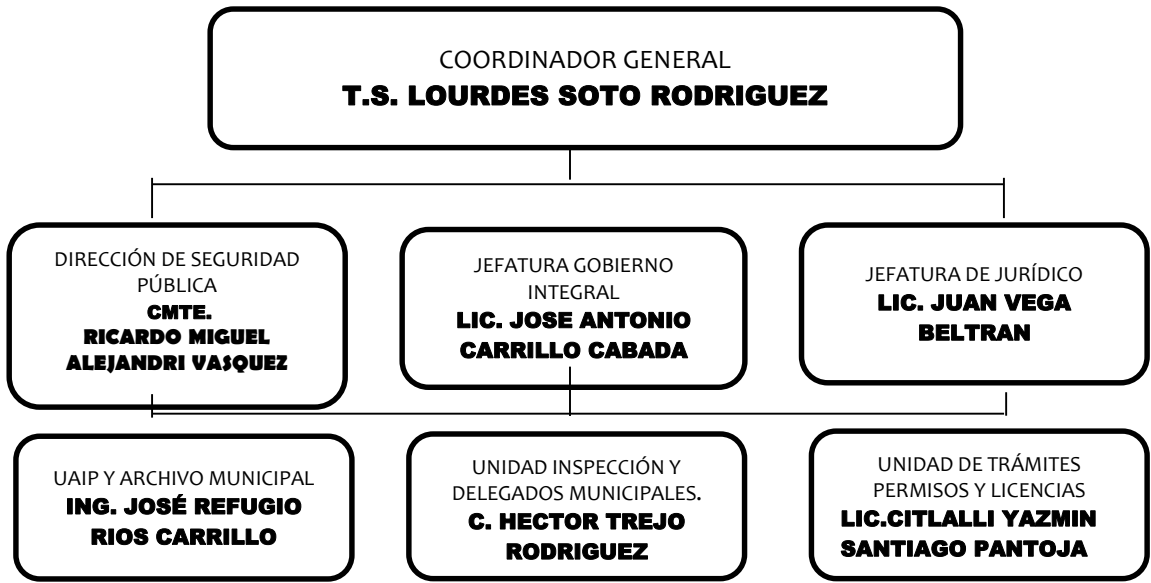 COORDINADOR GENERAL
T.S. LOURDES SOTO RODRIGUEZ
DIRECCIÓN DE SEGURIDAD
PÚBLICA
CMTE.
RICARDO MIGUEL
ALEJANDRI VASQUEZ
JEFATURA GOBIERNO
INTEGRAL
LIC. JOSE ANTONIO
CARRILLO CABADA
JEFATURA DE JURÍDICO
LIC. JUAN VEGA
BELTRAN
UAIP Y ARCHIVO MUNICIPAL
ING. JOSÉ REFUGIO
RIOS CARRILLO
UNIDAD INSPECCIÓN Y
DELEGADOS MUNICIPALES.
C. HECTOR TREJO
RODRIGUEZ
UNIDAD DE TRÁMITES
PERMISOS Y LICENCIAS
LIC.CITLALLI YAZMIN
SANTIAGO PANTOJA